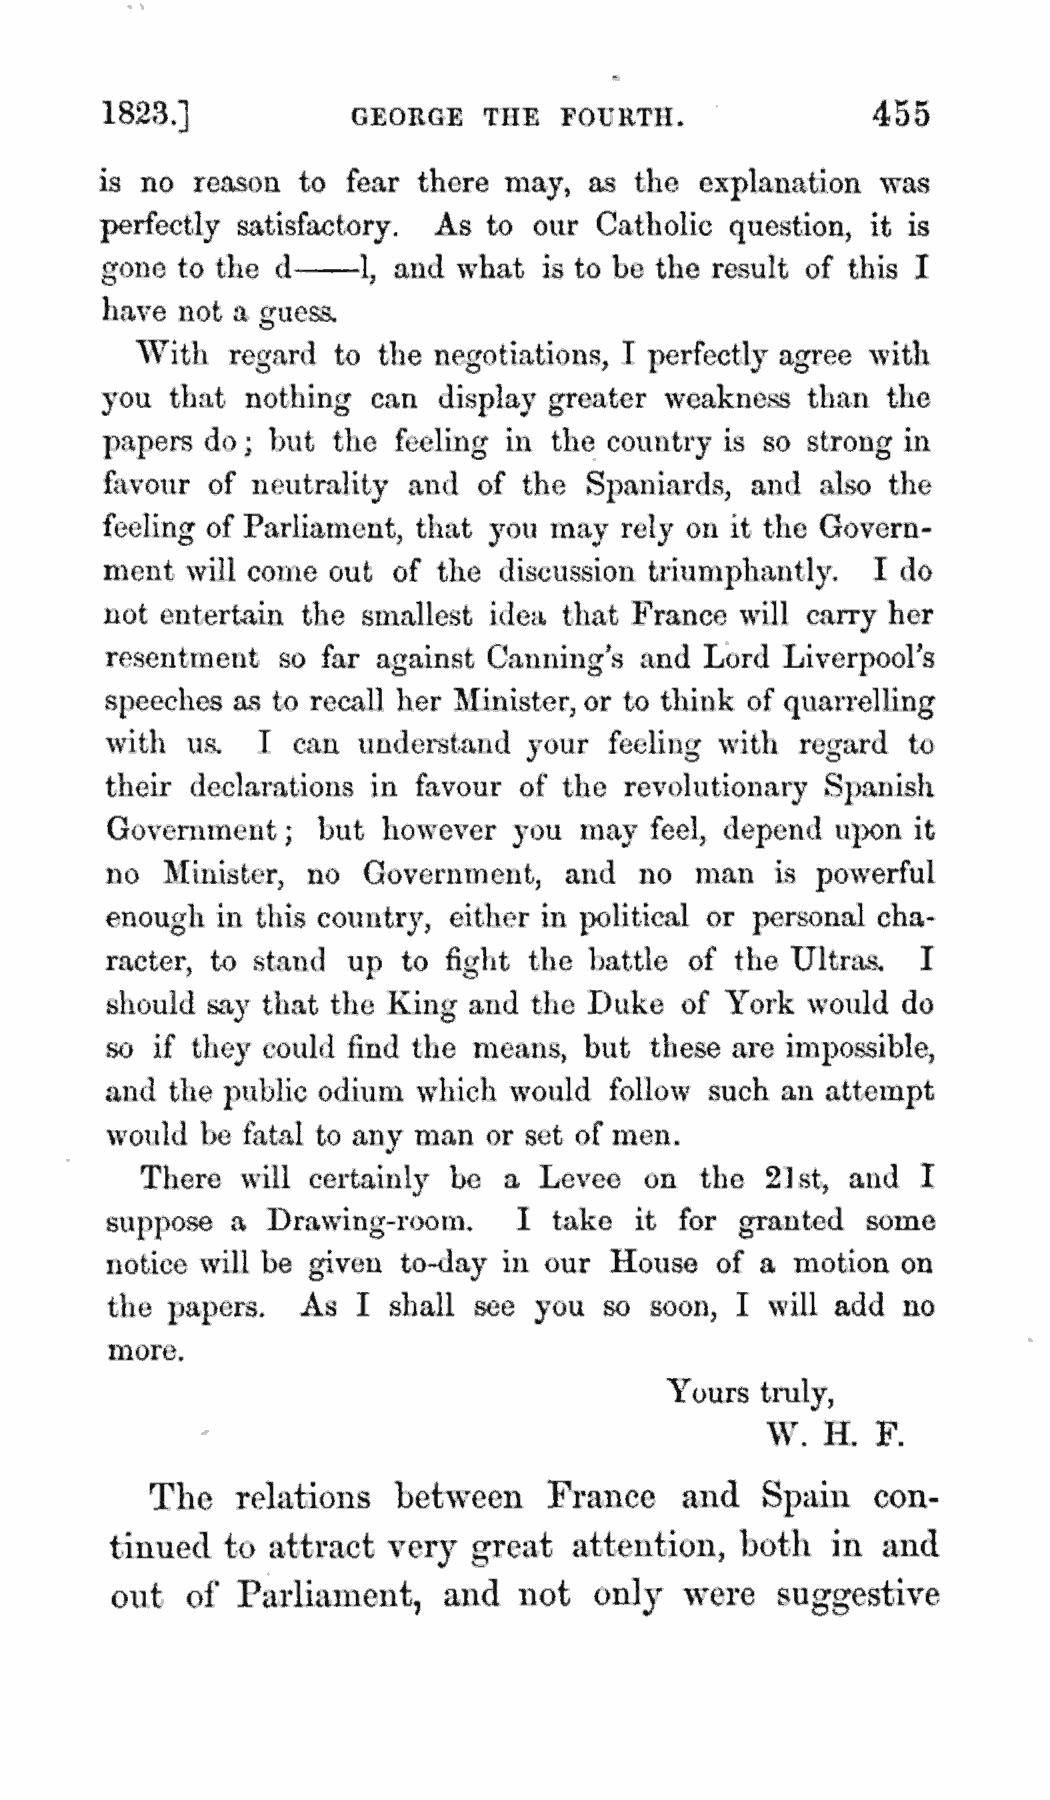 1823.] GEORGE THE FOURTH. 455
is no reason to fear there may, as the explanation was
perfectly satisfactory. As to our Catholic question, it is
gone to the d——l, and what is to be the result of this I
have not a guess.
With regard to the negotiations, I perfectly agree with
you that nothing can display greater weakness than the
papers do; but the feeling in the country is so strong in
favour of neutrality and of the Spaniards, and also the
feeling of Parliament, that you may rely on it the Govern-
ment will come out of the discussion triumphantly. I do
not entertain the smallest idea that France will carry her
resentment so far against Canning's and Lord Liverpool's
speeches as to recall her Minister, or to think of quarrelling
with us. I can understand your feeling with regard to
their declarations in favour of the revolutionary Spanish
Government; but however you may feel, depend upon it
no Minister, no Government, and no man is powerful
enough in this country, either in political or personal cha-
racter, to stand up to fight the battle of the Ultras. I
should say that the King and the Duke of York would do
so if they could find the means, but these are impossible,
and the public odium which would follow such an attempt
would be fatal to any man or set of men.
There will certainly be a Levee on the 21st, and I
suppose a Drawing-room. I take it for granted some
notice will be given to-day in our House of a motion on
the papers. As I shall see you so soon, I will add no
more.
Yours truly,
W. H. F.
The relations between France and Spain con-
tinued to attract very great attention, both in and
out of Parliament, and not only were suggestive